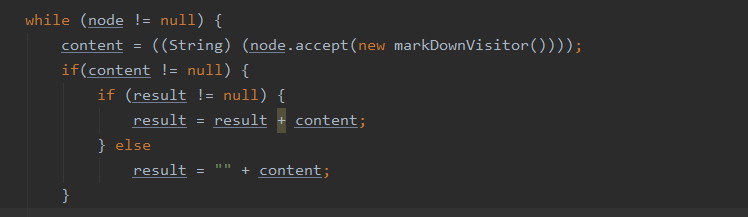 while (node != null) {
content = ((String) (node.accept(new markDownVisitor())));
if(content != null) {
if (result != null) {
result = result + content;
} else
result = "" + content;
}